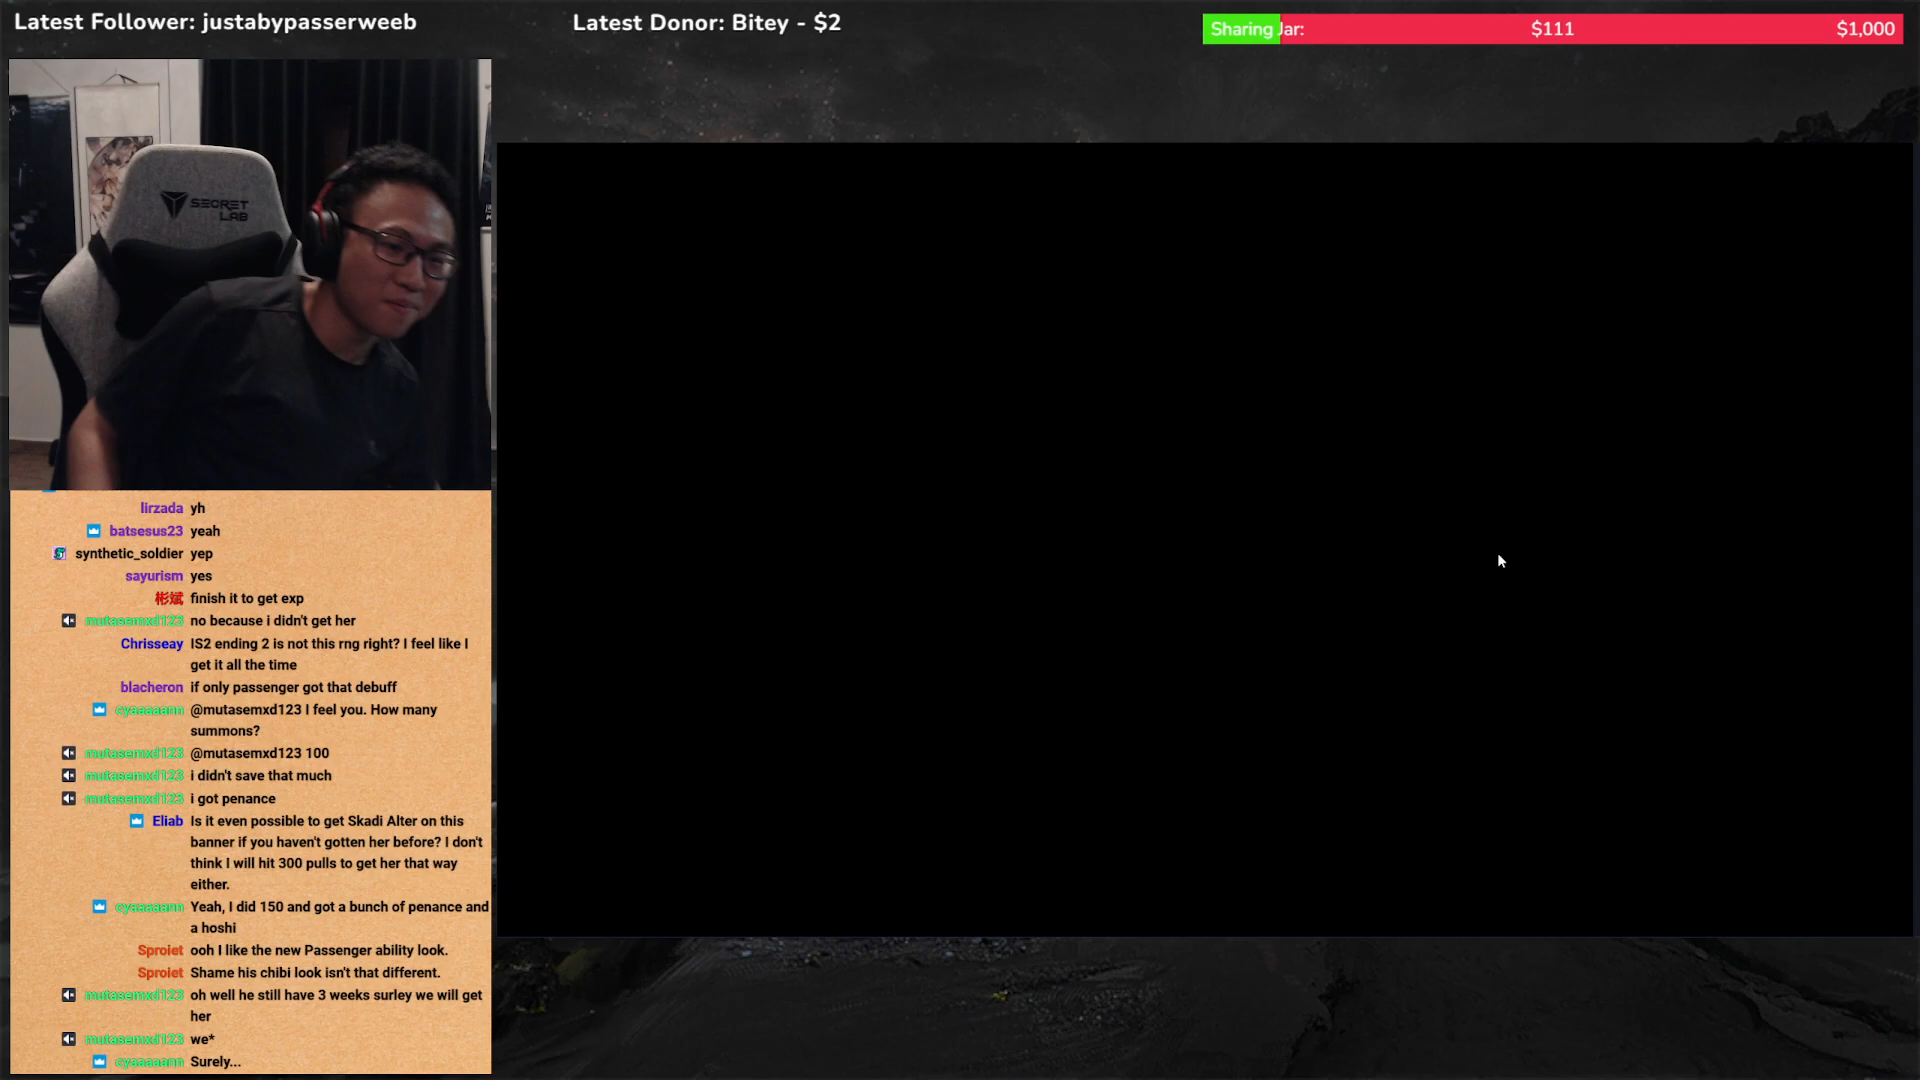 Latest Follower: justabypasserweeb
Latest Donor: Bitey - $2
Sharing Jar: $111 $1,000
SECRET
LAB
lirzada yh
batsesus23 yeah
synthetic_soldier yep
sayurism yes
彬斌 finish it to get exp
mutasemxd123 no because i didn't get her
Chrisseay IS2 ending 2 is not this rng right? I feel like I
get it all the time
blacheron if only passenger got that debuff
cyaaaaann @mutasemxd123 I feel you. How many
summons?
mutasemxd123 @mutasemxd123 100
mutasemxd123 i didn't save that much
mutasemxd123 i got penance
Eliab Is it even possible to get Skadi Alter on this
banner if you haven't gotten her before? I don't
think I will hit 300 pulls to get her that way
either.
cyaaaaann Yeah, I did 150 and got a bunch of penance and
a hoshi
Sproiet ooh I like the new Passenger ability look.
Sproiet Shame his chibi look isn't that different.
mutasemxd123 oh well he still have 3 weeks surley we will get
her
mutasemxd123 we*
cyaaaaann Surely...